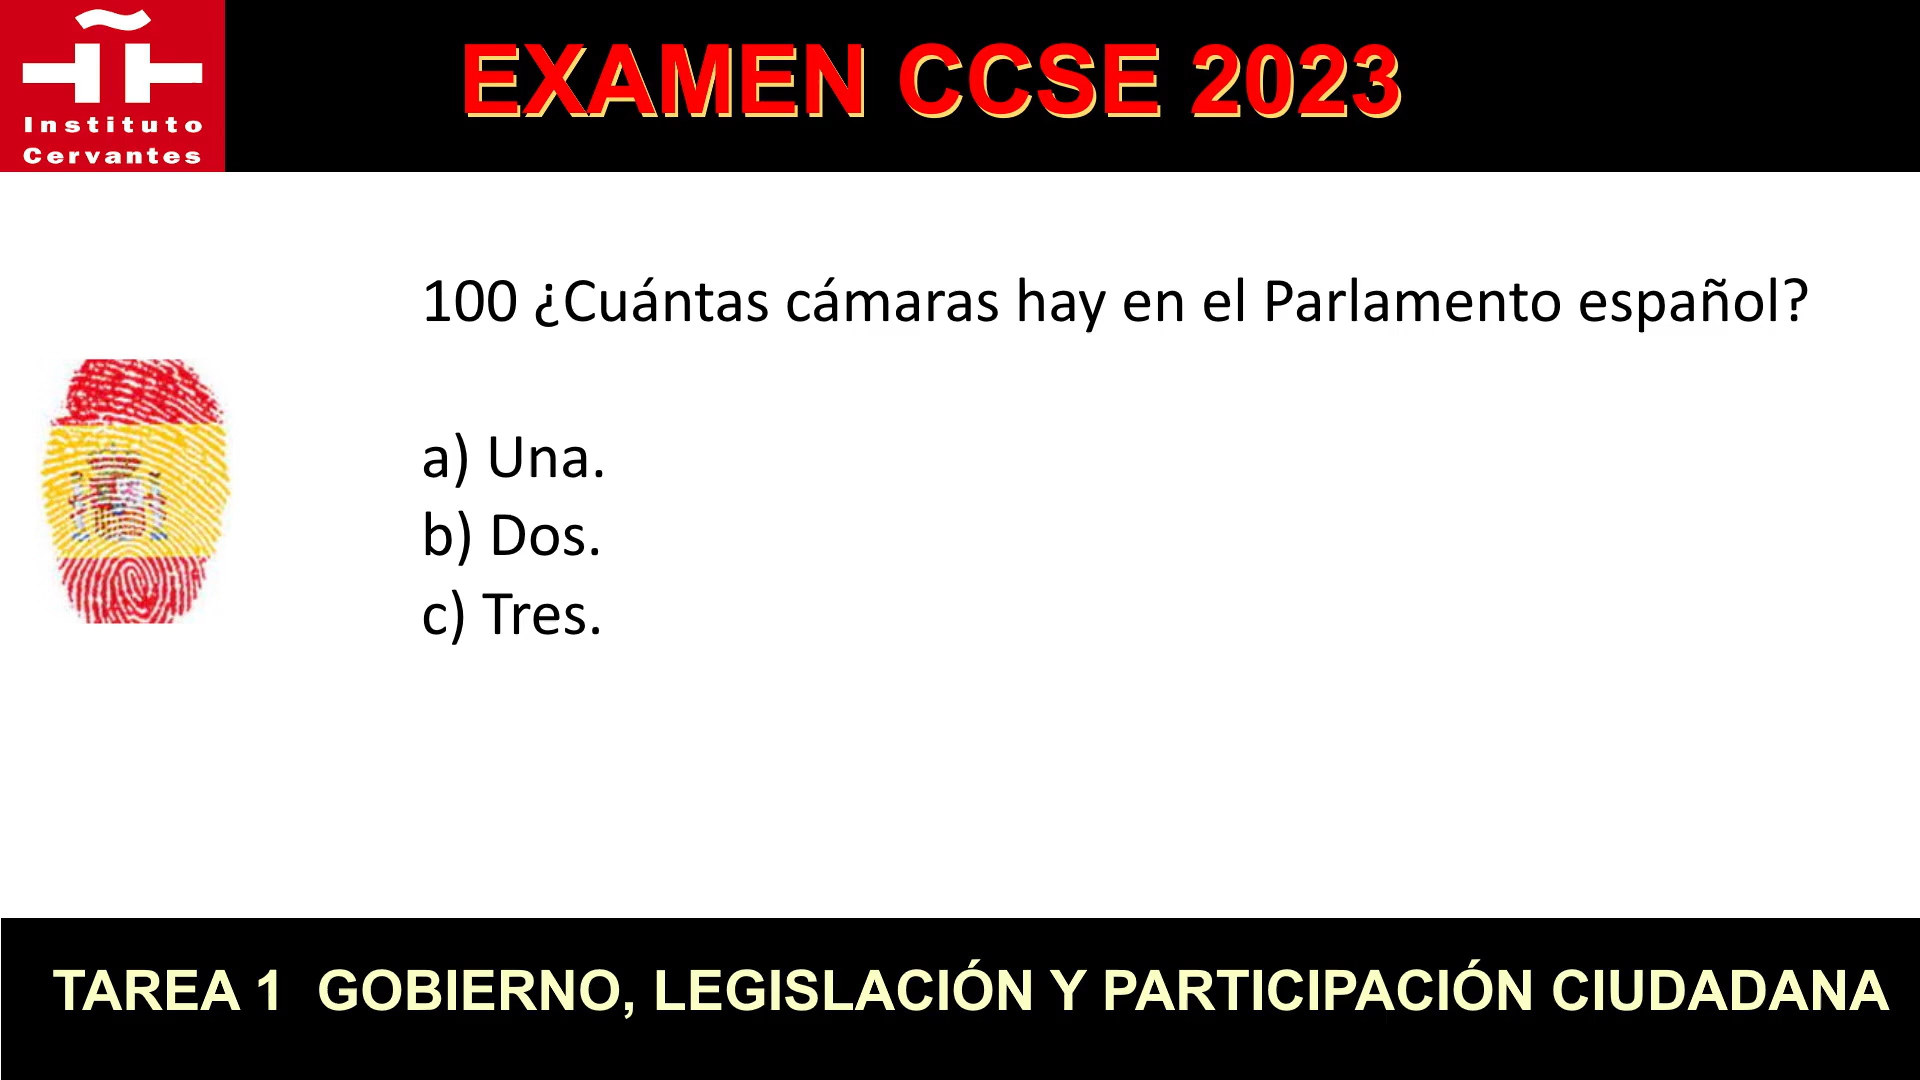 Instituto
Cervantes
EXAMEN CCSE 2023
100 ¿Cuántas cámaras hay en el Parlamento español?
a) Una.
b) Dos.
c) Tres.
TAREA 1 GOBIERNO, LEGISLACIÓN Y PARTICIPACIÓN CIUDADANA